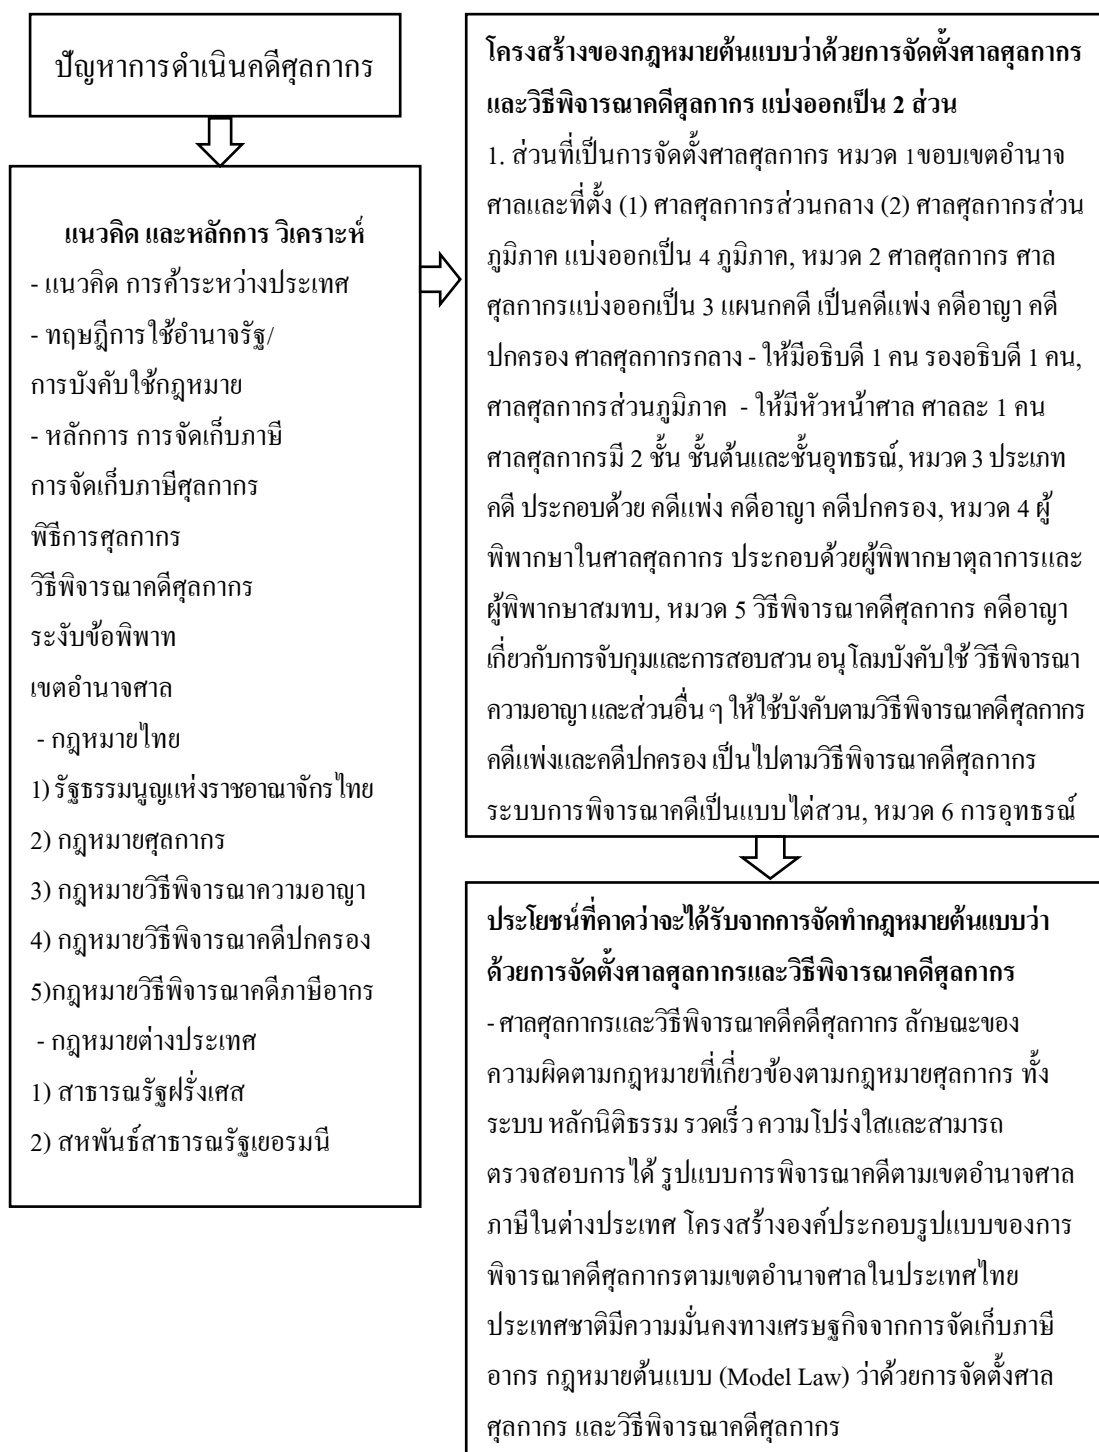 ปัญหาการดำเนินคดีศุลกากร
แนวคิด และหลักการ วิเคราะห์
- แนวคิด การค้าระหว่างประเทศ
- ทฤษฎีการใช้อำนาจรัฐ/
การบังคับใช้กฎหมาย
- หลักการ การจัดเก็บภาษี
การจัดเก็บภาษีศุลกากร
พิธีการศุลกากร
วิธีพิจารณาคดีศุลกากร
ระงับข้อพิพาท
เขตอำนาจศาล
- กฎหมายไทย
1) รัฐธรรมนูญแห่งราชอาณาจักรไทย
2) กฎหมายศุลกากร
3) กฎหมายวิธีพิจารณาความอาญา
4) กฎหมายวิธีพิจารณาคดีปกครอง
5)กฎหมายวิธีพิจารณาคดีภาษีอากร
- กฎหมายต่างประเทศ
1) สาธารณรัฐฝรั่งเศส
2) สหพันธ์สาธารณรัฐเยอรมนี
โครงสร้างของกฎหมายต้นแบบว่าด้วยการจัดตั้งศาลศุลกากร
และวิธีพิจารณาคดีศุลกากร แบ่งออกเป็น 2 ส่วน
1. ส่วนที่เป็นการจัดตั้งศาลศุลกากร หมวด 1ขอบเขตอำนาจ
ศาลและที่ตั้ง (1) ศาลศุลกากรส่วนกลาง (2) ศาลศุลกากรส่วน
ภูมิภาค แบ่งออกเป็น 4 ภูมิภาค, หมวด 2 ศาลศุลกากร ศาล
ศุลกากรแบ่งออกเป็น 3 แผนกคดี เป็นคดีแพ่ง คดีอาญา คดี
ปกครอง ศาลศุลกากรกลาง - ให้มีอธิบดี 1 คน รองอธิบดี 1 คน,
ศาลศุลกากรส่วนภูมิภาค - ให้มีหัวหน้าศาล ศาลละ 1 คน
ศาลศุลกากรมี 2 ชั้น ชั้นต้นและชั้นอุทธรณ์, หมวด 3 ประเภท
คดี ประกอบด้วย คดีแพ่ง คดีอาญา คดีปกครอง, หมวด 4 ผู้
พิพากษาในศาลศุลกากร ประกอบด้วยผู้พิพากษาตุลาการและ
ผู้พิพากษาสมทบ, หมวด 5 วิธีพิจารณาคดีศุลกากร คดีอาญา
เกี่ยวกับการจับกุมและการสอบสวน อนุโลมบังคับใช้ วิธีพิจารณา
ความอาญา และส่วนอื่น ๆ ให้ใช้บังคับตามวิธีพิจารณาคดีศุลกากร
คดีแพ่งและคดีปกครอง เป็นไปตามวิธีพิจารณาคดีศุลกากร
ระบบการพิจารณาคดีเป็นแบบไต่สวน, หมวด 6 การอุทธรณ์
ประโยชน์ที่คาดว่าจะได้รับจากการจัดทำกฎหมายต้นแบบว่า
ด้วยการจัดตั้งศาลศุลกากรและวิธีพิจารณาคดีศุลกากร
- ศาลศุลกากรและวิธีพิจารณาคดีคดีศุลกากร ลักษณะของ
ความผิดตามกฎหมายที่เกี่ยวข้องตามกฎหมายศุลกากร ทั้ง
ระบบ หลักนิติธรรม รวดเร็ว ความโปร่งใสและสามารถ
ตรวจสอบการได้ รูปแบบการพิจารณาคดีตามเขตอำนาจศาล
ภาษีในต่างประเทศ โครงสร้างองค์ประกอบรูปแบบของการ
พิจารณาคดีศุลกากรตามเขตอำนาจศาลในประเทศไทย
ประเทศชาติมีความมั่นคงทางเศรษฐกิจจากการจัดเก็บภาษี
อากร กฎหมายต้นแบบ (Model Law) ว่าด้วยการจัดตั้งศาล
ศุลกากร และวิธีพิจารณาคดีศุลกากร